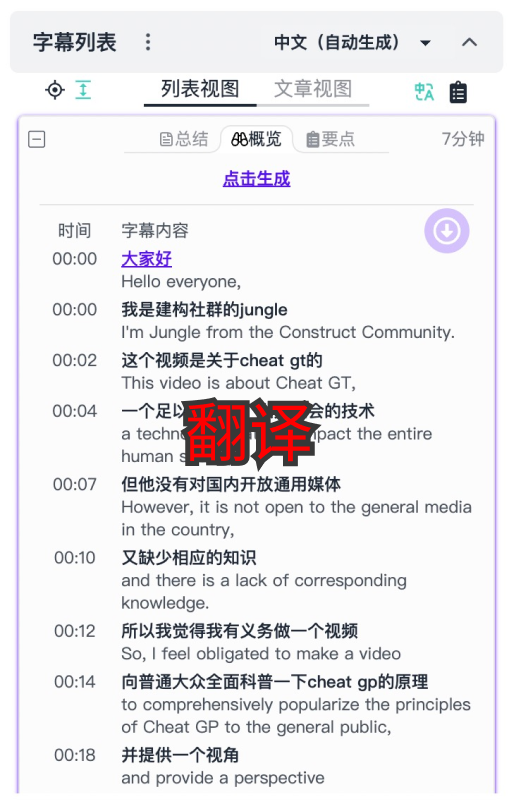 字幕列表
中文（自动生成）
列表视图
文章视图
总结
概览
要点
7分钟
点击生成
时间 字幕内容
00:00 大家好
Hello everyone,
00:00 我是建构社群的jungle
I'm Jungle from the Construct Community.
00:02 这个视频是关于cheat gt的
This video is about Cheat GT,
00:04 一个足以 会的技术
翻译
a techno mpact the entire
human s
00:07 但他没有对国内开放通用媒体
However, it is not open to the general media
in the country,
00:10 又缺少相应的知识
and there is a lack of corresponding
knowledge.
00:12 所以我觉得我有义务做一个视频
So, I feel obligated to make a video
00:14 向普通大众全面科普一下cheat gp的原理
to comprehensively popularize the principles
of Cheat GP to the general public,
00:18 并提供一个视角
and provide a perspective